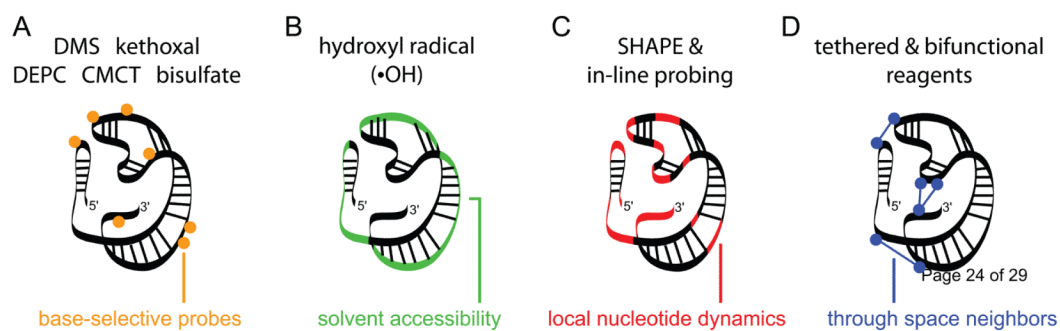 A
DMS kethoxal
DEPC CMCT bisulfate
5'
3'
base-selective probes
B
hydroxyl radical
(•OH)
5'
3'
solvent accessibility
C
SHAPE &
in-line probing
5'
3'
local nucleotide dynamics
D
tethered & bifunctional
reagents
5'
3'
Page 24 of 29
through space neighbors